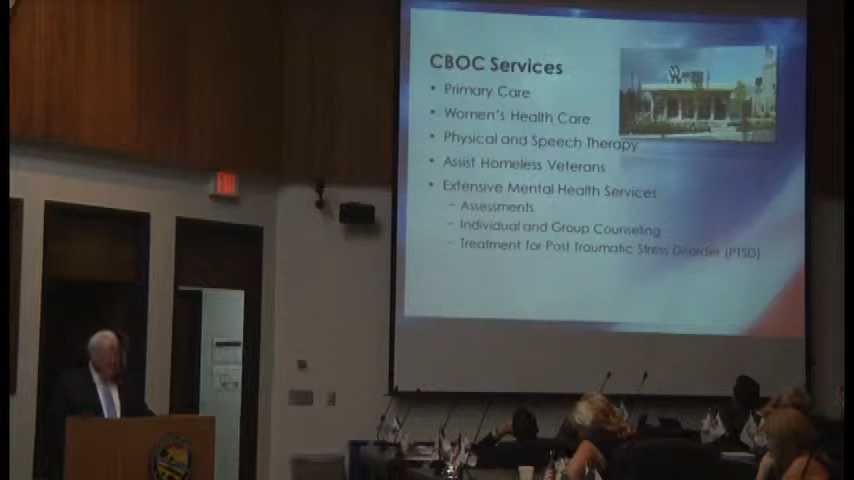 CBOC Services
• Primary Care
• Women's Health Care
• Physical and Speech Therapy
• Assist Homeless Veterans
• Extensive Mental Health Services
– Assessments
– Individual and Group Counseling
– Treatment for Post Traumatic Stress Disorder (PTSD)
EXIT